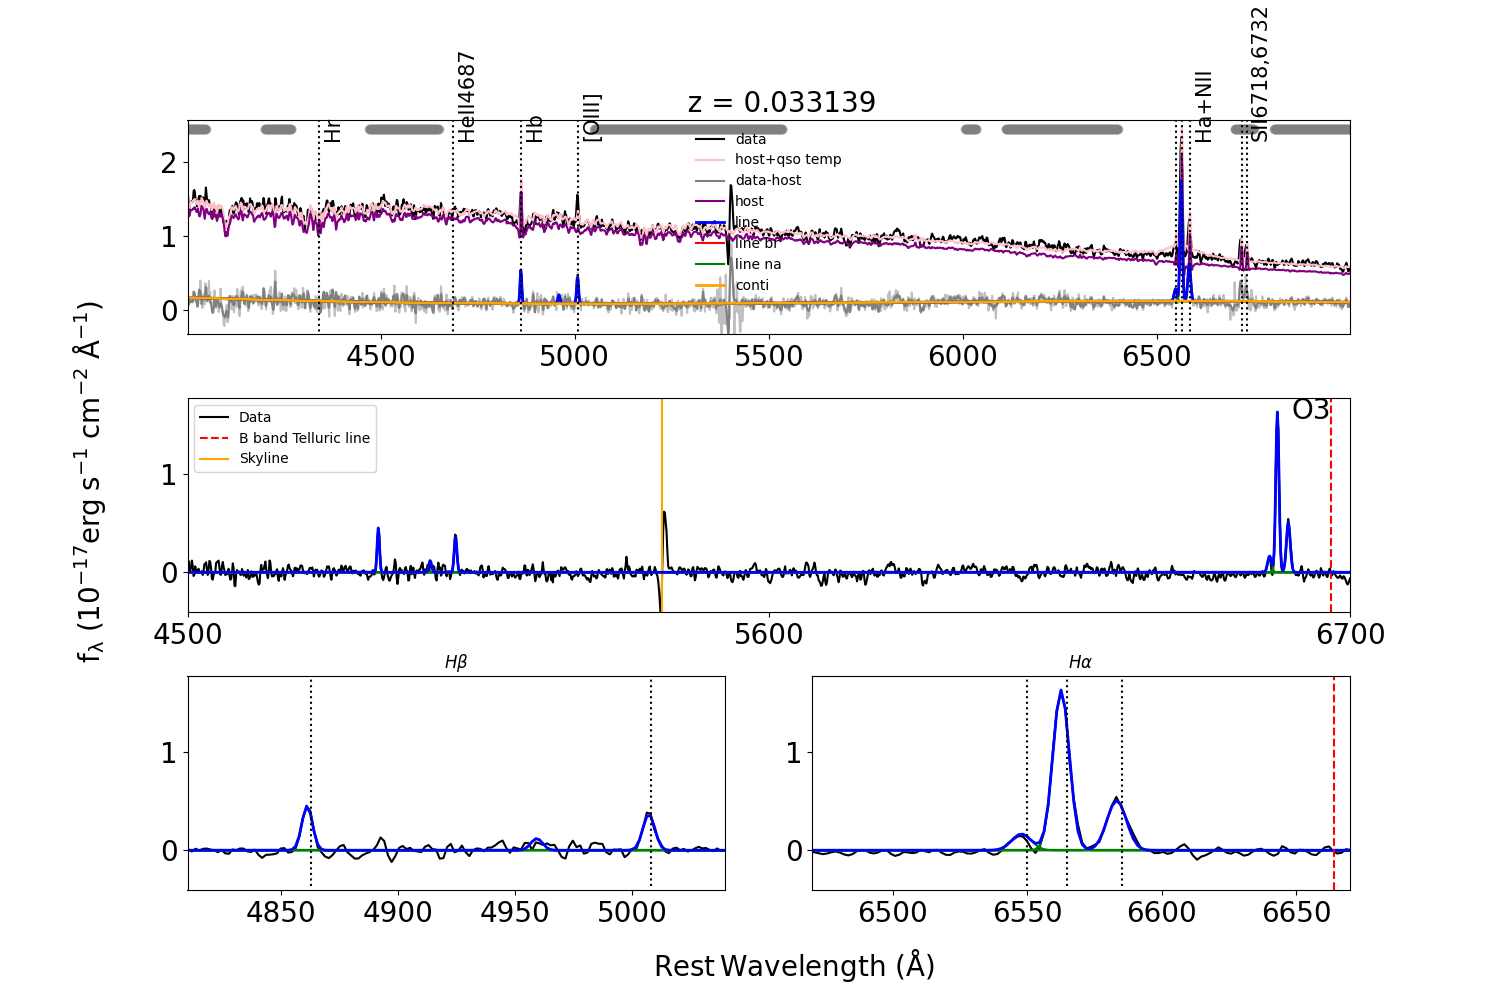 z = 0.033139
Hr
HeII4687
Hb
[OIII]
Ha+NII
SII6718,6732
data
host+qso temp
data-host
host
line
line br
line na
conti
2
1
0
4500 5000 5500 6000 6500
fλ (10−17erg s−1 cm−2 Å−1)
Data
B band Telluric line
Skyline
O3
1
0
4500 5600 6700
Hβ
1
0
4850 4900 4950 5000
Hα
1
0
6500 6550 6600 6650
Rest Wavelength (Å)